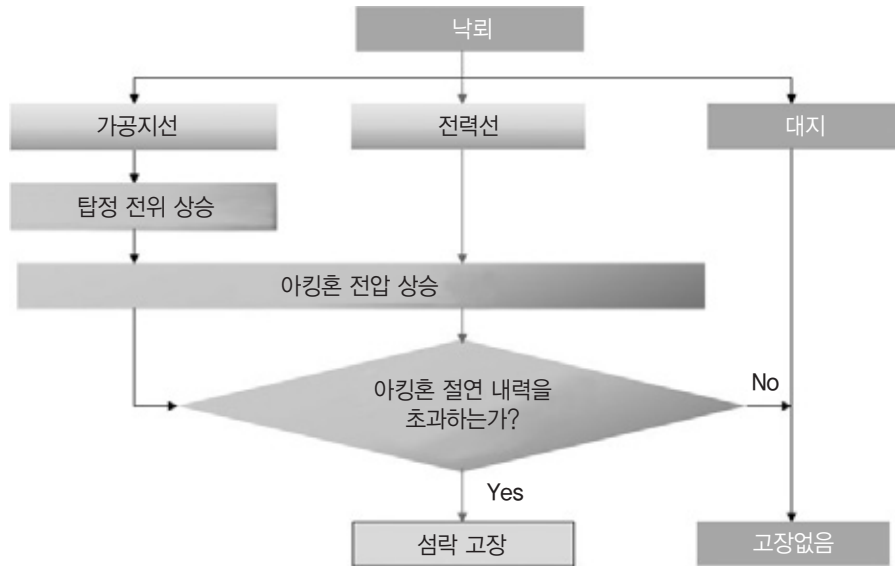 낙뢰
가공지선
전력선
대지
탑정 전위 상승
아킹혼 전압 상승
아킹혼 절연 내력을
초과하는가?
No
Yes
섬락 고장
고장없음